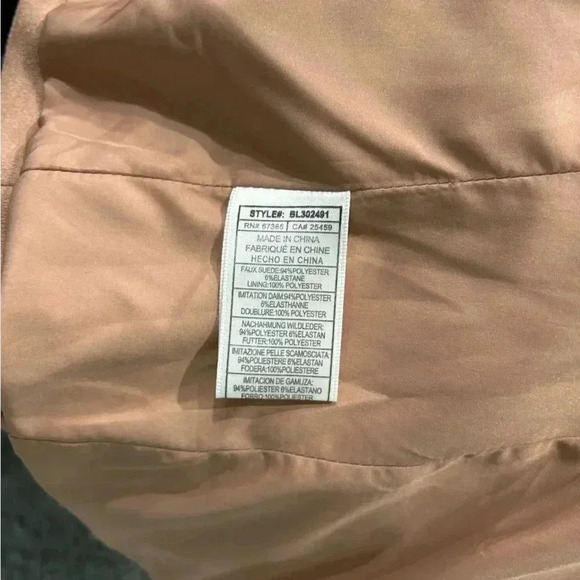 STYLE#: BL302491
RN# 67365 CA# 25459
MADE IN CHINA
FABRIQUÉ EN CHINE
HECHO EN CHINA
FAUX SUEDE:94%POLYESTER
6%ELASTANE
LINING:100% POLYESTER
IMITATION DAIM:94%POLYESTER
6%ELASTHANNE
DOUBLURE:100% POLYESTER
NACHAHMUNG WILDLEDER:
94%POLYESTER 6%ELASTAN
FUTTER:100% POLYESTER
IMITAZIONE PELLE SCAMOSCIATA:
94%POLIESTERE 6%ELASTAN
FODERA:100% POLIESTERE
IMITACION DE GAMUZA:
94%POLIESTER 6%ELASTANO
FORRO:100% POLIESTER